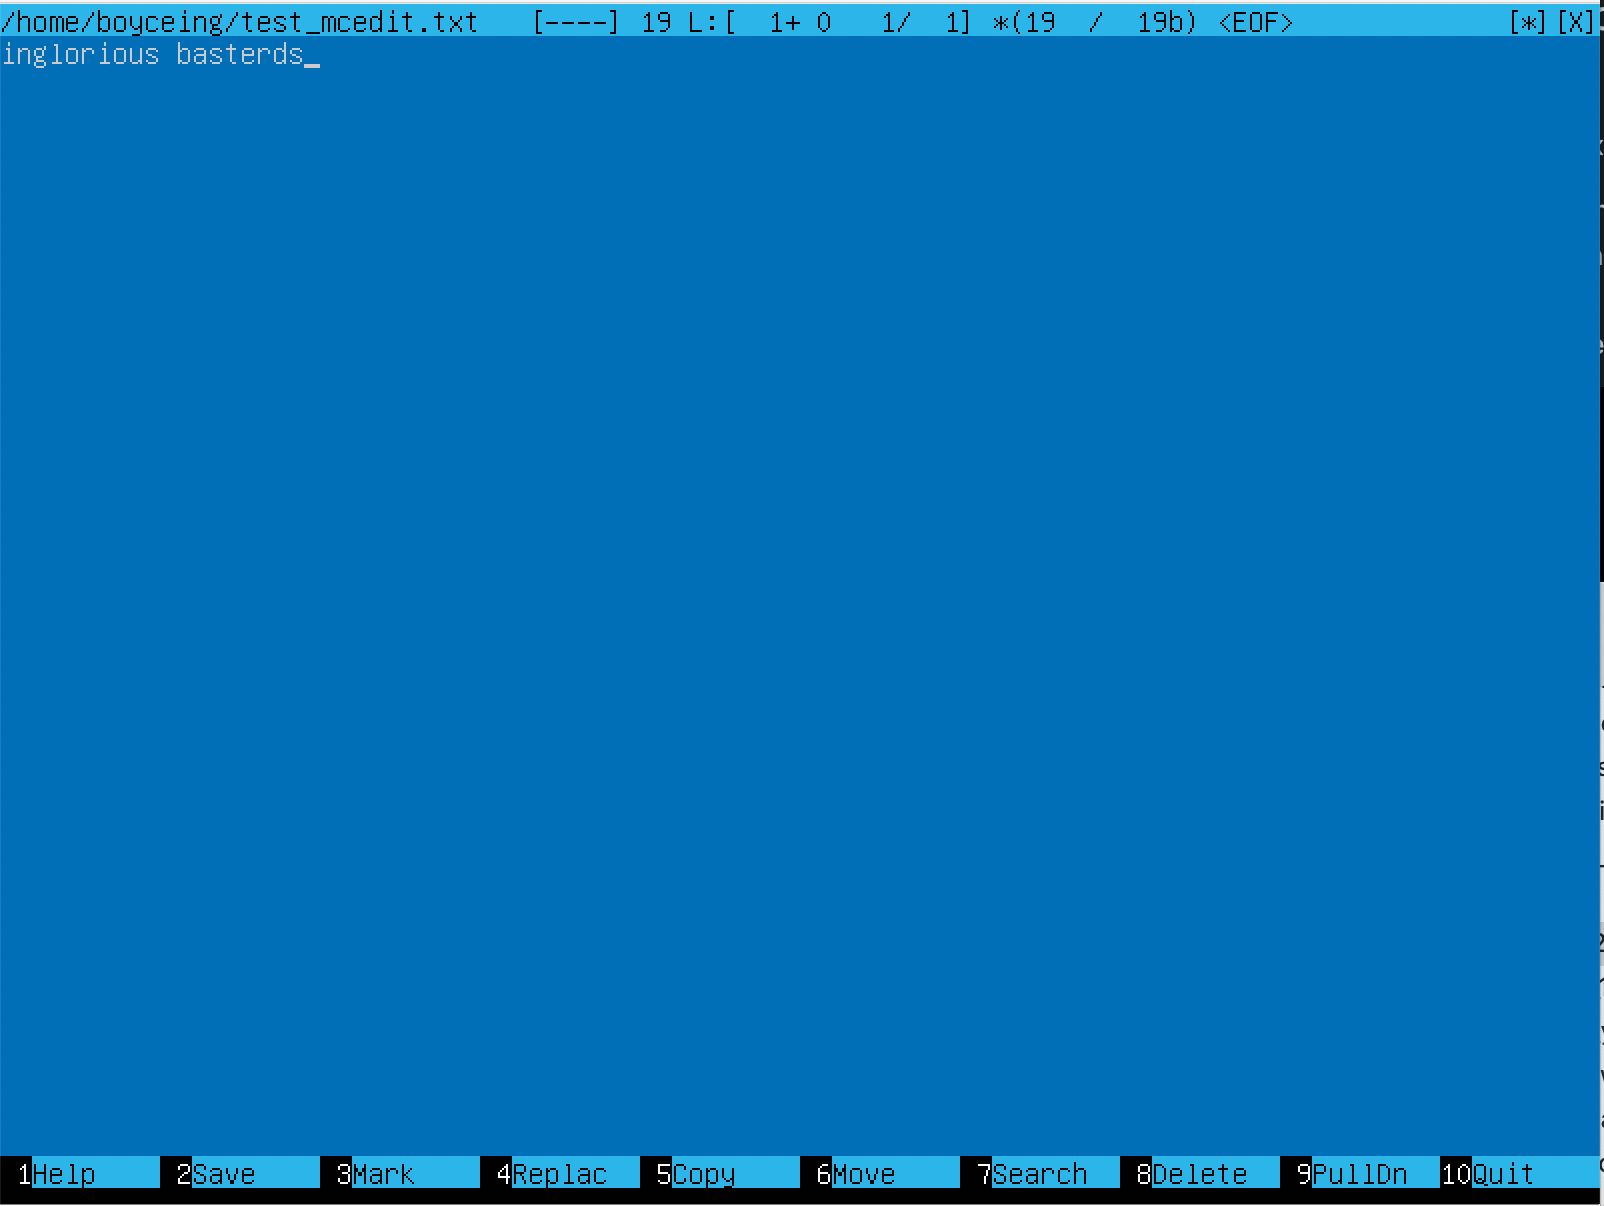 /home/boyceing/test_mcedit.txt [----] 19 L:[ 1+ 0 1/ 1] *(19 / 19b) <EOF> [*][X]
inglorious basterds_
1Help 2Save 3Mark 4Replac 5Copy 6Move 7Search 8Delete 9PullDn 10Quit